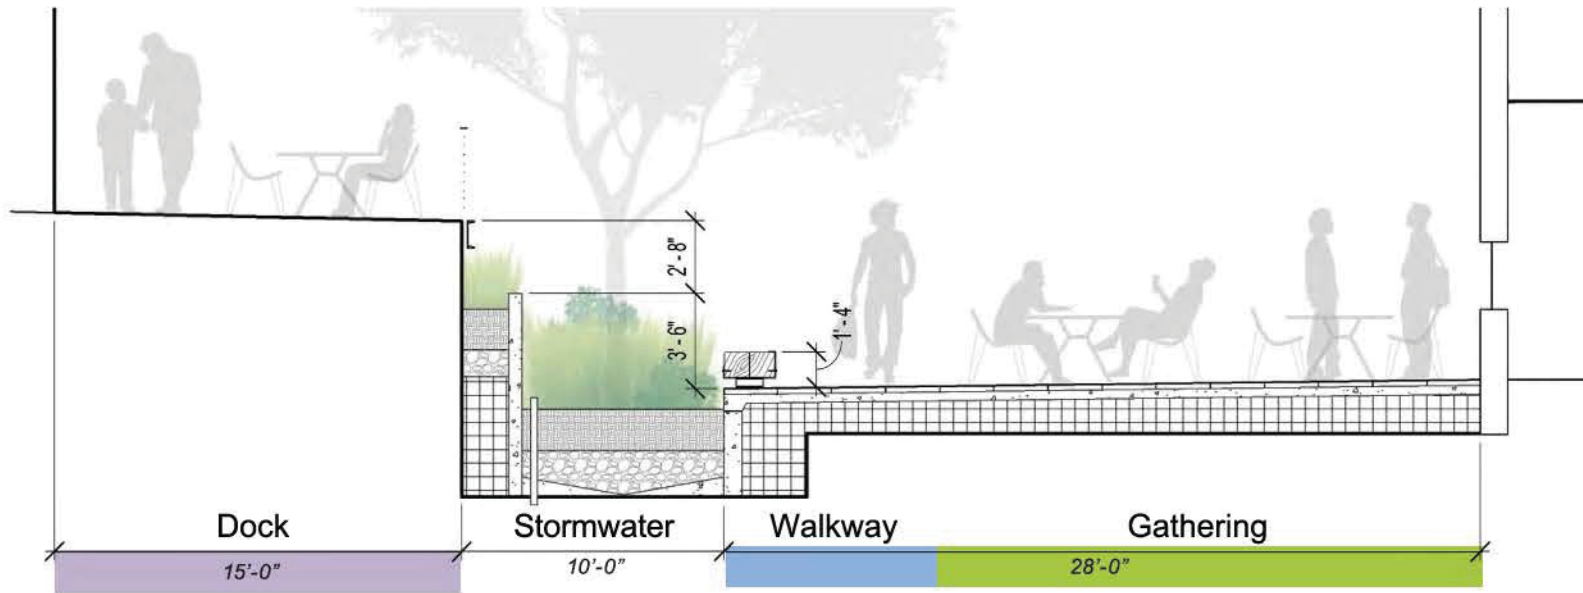 2'-8"
3'-6"
1'-4"
Dock Stormwater Walkway Gathering
15'-0" 10'-0" 28'-0"